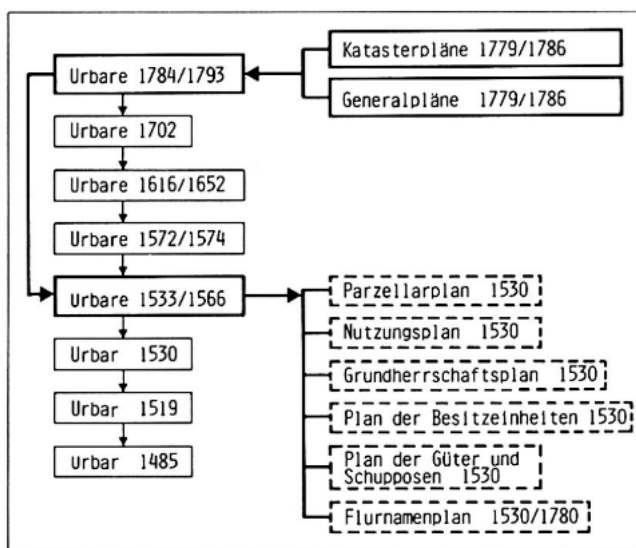 Katasterpläne 1779/1786
Urbare 1784/1793
Generalpläne 1779/1786
Urbare 1702
Urbare 1616/1652
Urbare 1572/1574
Urbare 1533/1566
Parzellarplan 1530
Nutzungsplan 1530
Urbar 1530
Grundherrschaftsplan 1530
Urbar 1519
Plan der Besitzeinheiten 1530
Urbar 1485
Plan der Güter und
Schupposen 1530
Flurnamenplan 1530/1780